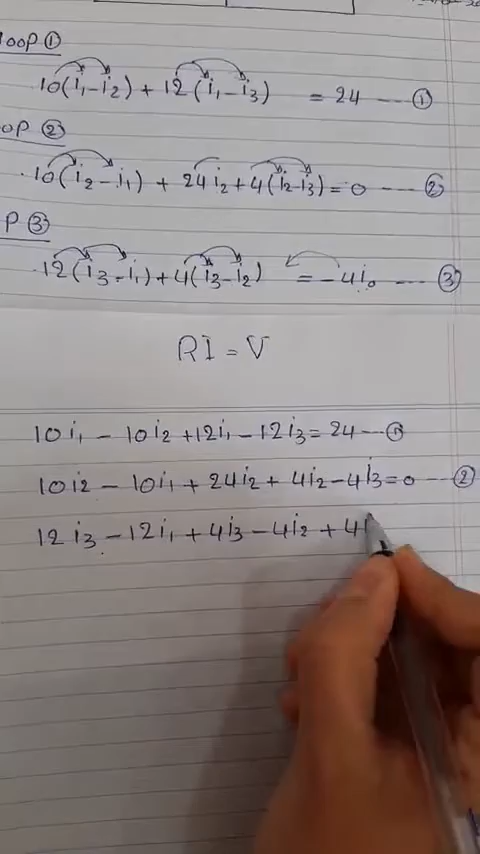 loop ①
10(i₁-i₂) + 12(i₁-i₃) = 24 --- ①
op ②
10(i₂-i₁) + 24i₂+4(i₂-i₃)=0 --- ②
P ③
12(i₃-i₁)+4(i₃-i₂) = -4i₀ --- ③
RI = V
10i₁ - 10i₂ +12i₁ -12i₃=24 --①
10i₂ - 10i₁ + 24i₂ + 4i₂-4i₃=0 --②
12i₃ -12i₁ + 4i₃ -4i₂ + 4i